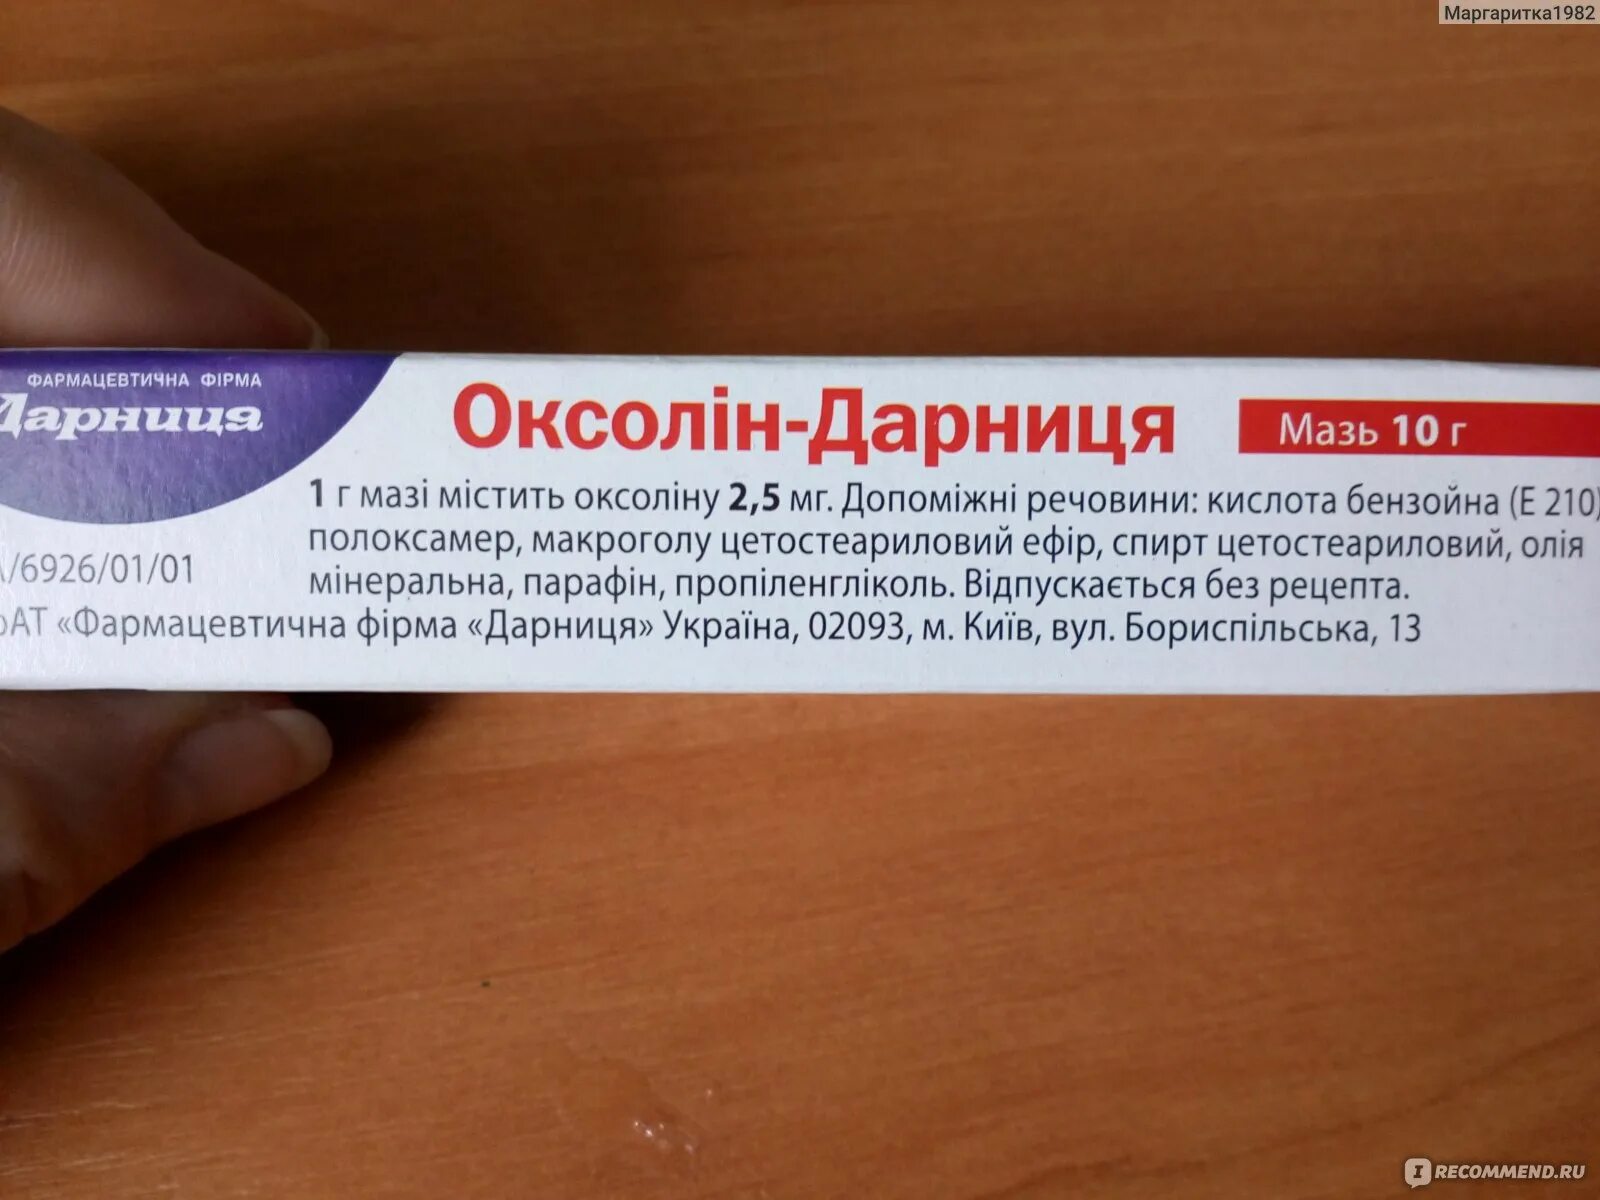 Маргаритка1982
ФАРМАЦЕВТИЧНА ФІРМА
Дарниця
Оксолін-Дарниця
Мазь 10 г
1 г мазі містить оксоліну 2,5 мг. Допоміжні речовини: кислота бензойна (Е 210)
полоксамер, макроголу цетостеариловий ефір, спирт цетостеариловий, олія
мінеральна, парафін, пропіленгліколь. Відпускається без рецепта.
/6926/01/01
АТ «Фармацевтична фірма «Дарниця» Україна, 02093, м. Київ, вул. Бориспільська, 13
IRECOMMEND.RU